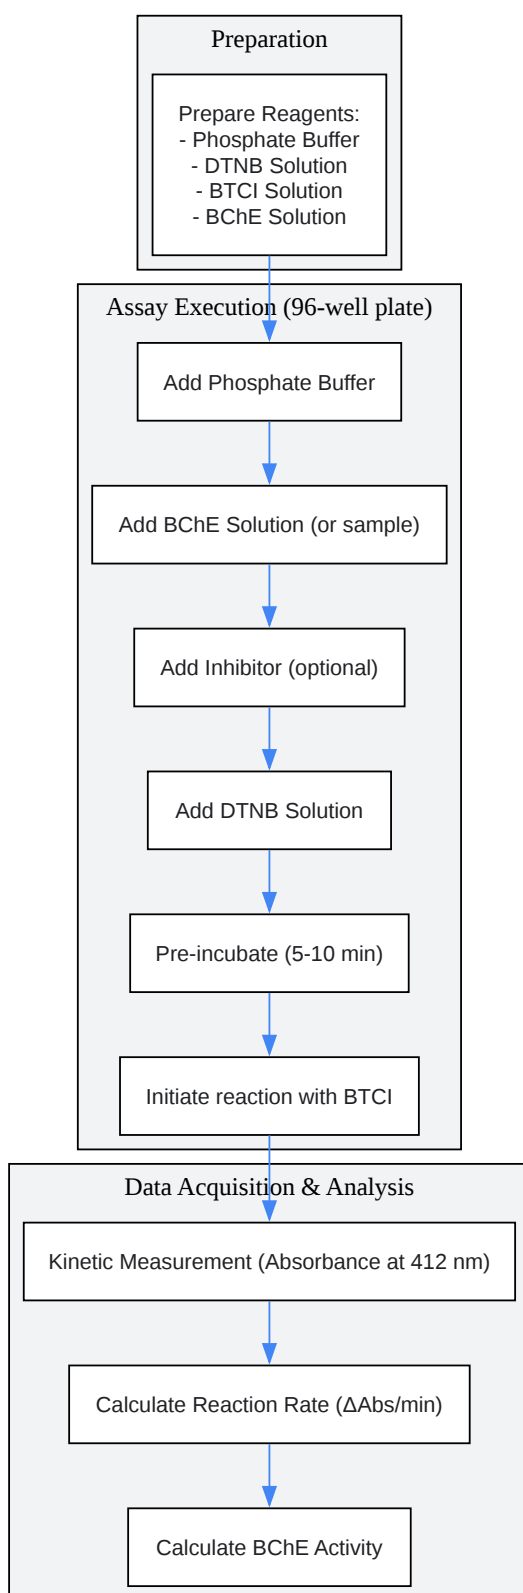 Preparation
Prepare Reagents:
- Phosphate Buffer
- DTNB Solution
- BTCI Solution
- BChE Solution
Assay Execution (96-well plate)
Add Phosphate Buffer
Add BChE Solution (or sample)
Add Inhibitor (optional)
Add DTNB Solution
Pre-incubate (5-10 min)
Initiate reaction with BTCI
Data Acquisition & Analysis
Kinetic Measurement (Absorbance at 412 nm)
Calculate Reaction Rate (ΔAbs/min)
Calculate BChE Activity